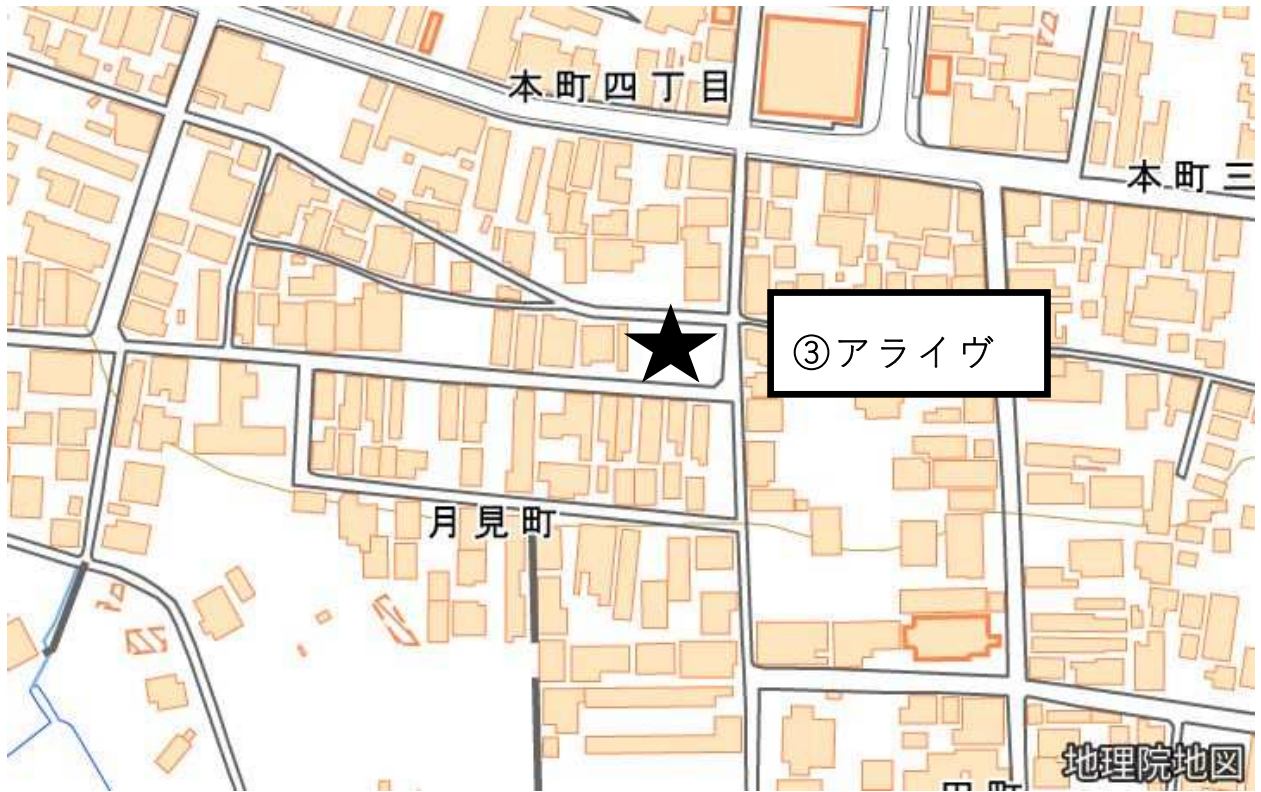 本町四丁目
本町三
③アライヴ
月見町
地理院地図